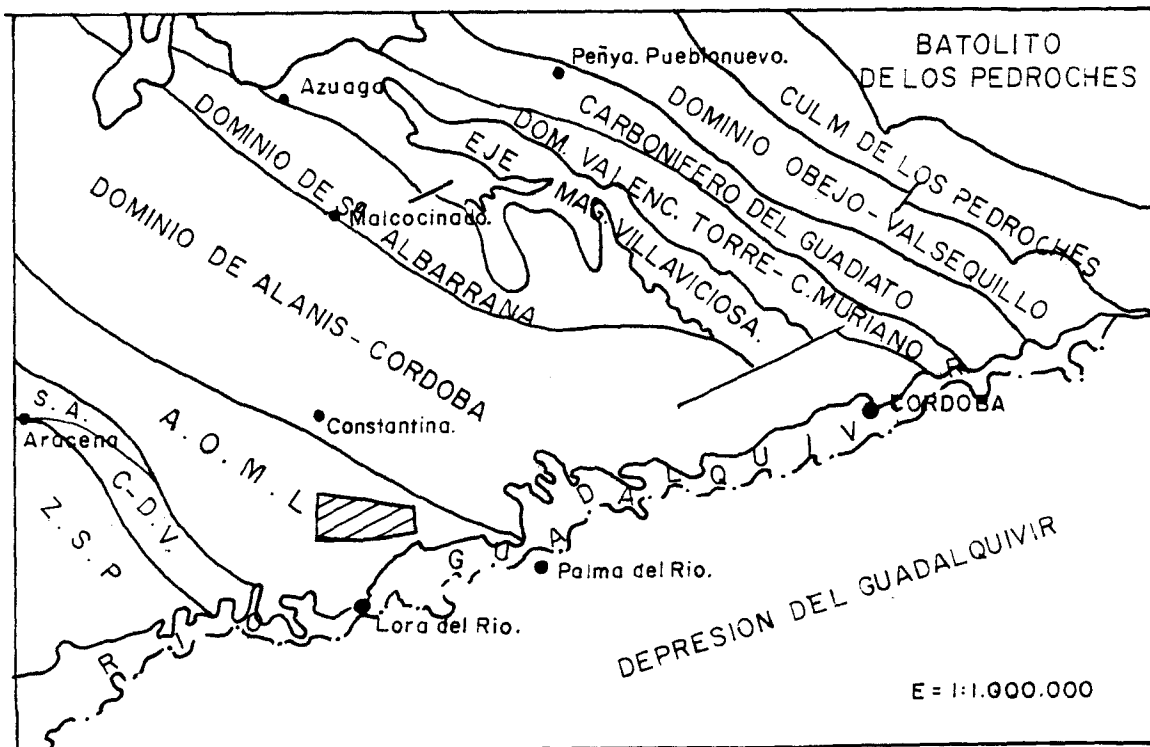 BATOLITO
DE LOS PEDROCHES
Peñya. Pueblonuevo.
Azuaga
CULM DE LOS PEDROCHES
DOMINIO OBEJO-VALSEQUILLO
CARBONIFERO DEL GUADIATO
DOM. VALENC. TORRE-C.MURIANO
EJE MAG. VILLAVICIOSA.
DOMINIO DE Sª ALBARRANA
Malcocinado.
DOMINIO DE ALANIS-CORDOBA
S.A.
Aracena
A.O.M.L
Constantina.
CORDOBA
C-D.V.
Z.S.P
RIO GUADALQUIVIR
Palma del Rio.
Lora del Rio.
DEPRESION DEL GUADALQUIVIR
E = 1:1.000.000